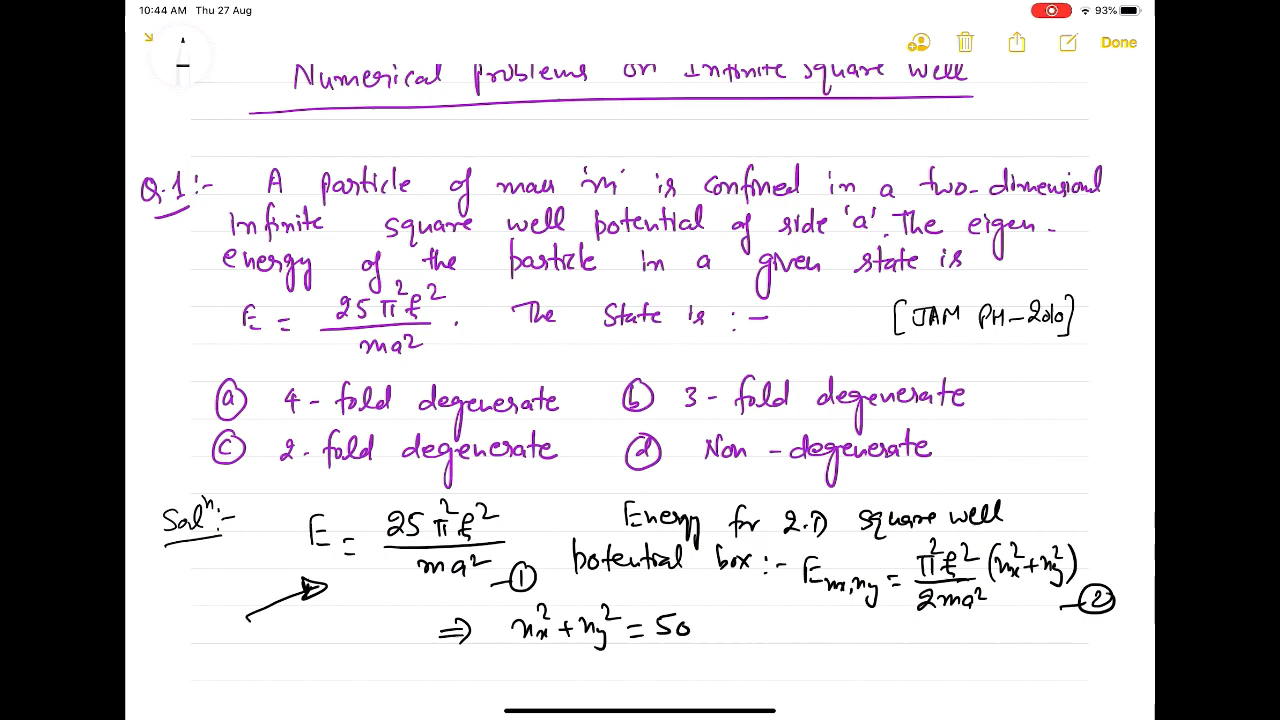 10:44 AM Thu 27 Aug
93%
Done
Numerical problems on Infinite square well
Q.1:- A particle of mass 'm' is confined in a two-dimensional
infinite square well potential of side 'a'. The eigen-
energy of the particle in a given state is
E = 25π²ℏ²/ma². The state is :- [JAM PH-2010]
(a) 4-fold degenerate (b) 3-fold degenerate
(c) 2-fold degenerate (d) Non-degenerate
Solⁿ:- E = 25π²ℏ²/ma² —(1) Energy for 2.D square well
potential box:- E_{nx,ny} = π²ℏ²/2ma² (nx²+ny²) —(2)
⇒ nx² + ny² = 50